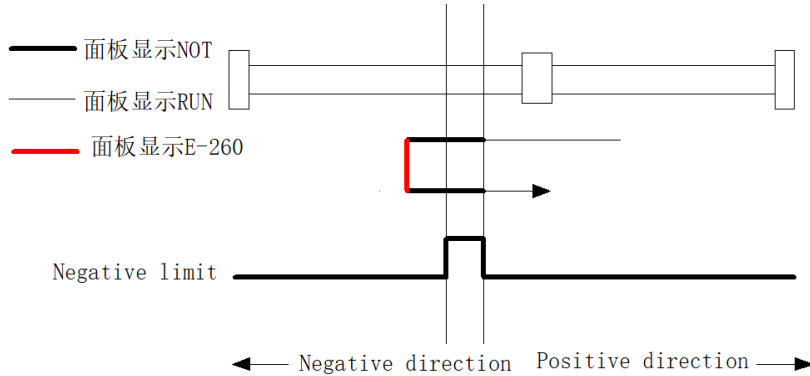 面板显示NOT
面板显示RUN
面板显示E-260
Negative limit
Negative direction
Positive direction